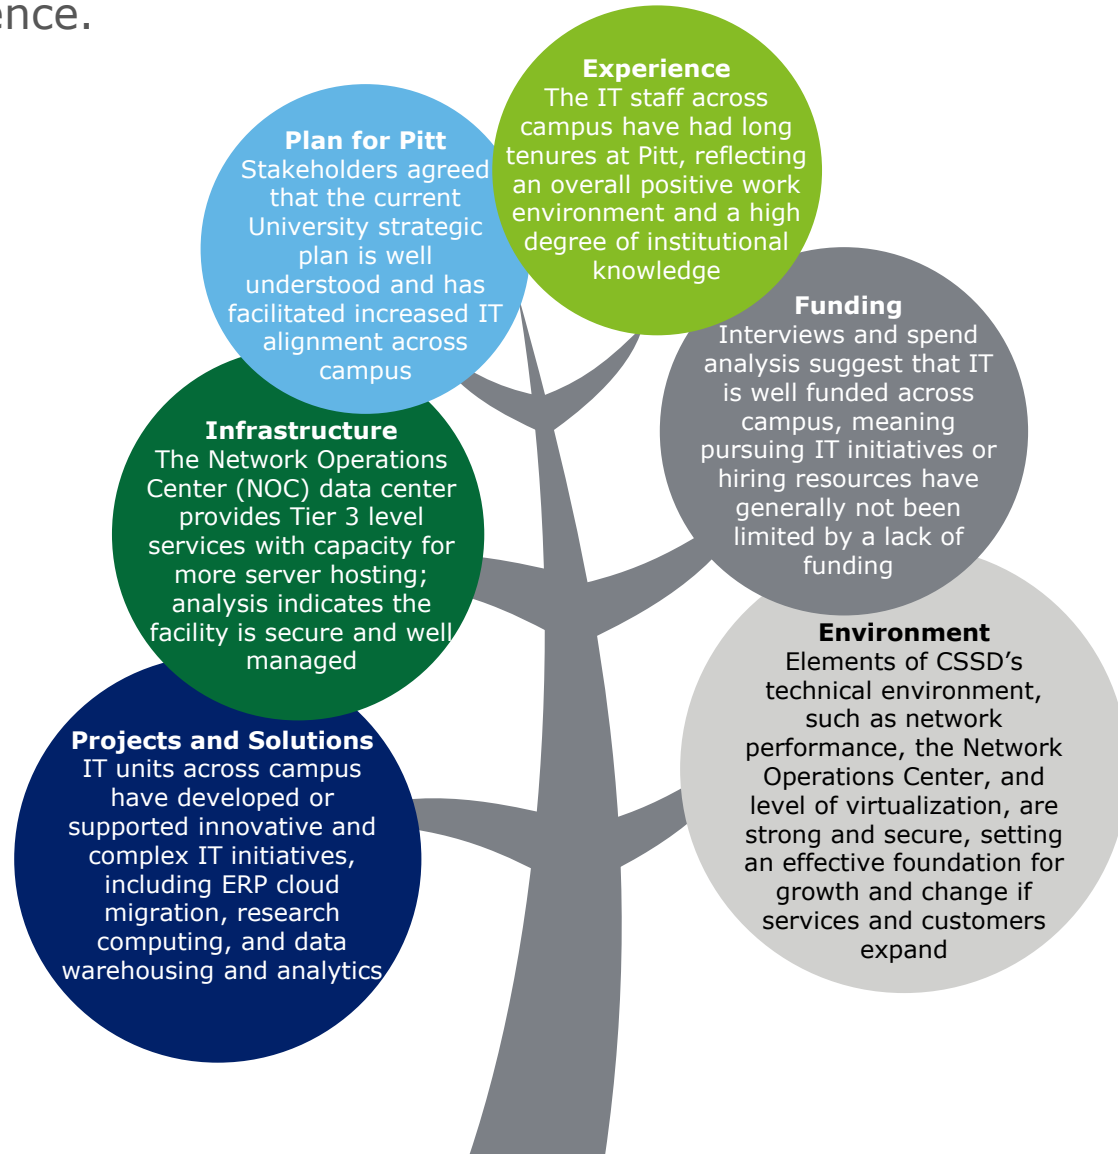 ence.
Experience
The IT staff across
campus have had long
tenures at Pitt, reflecting
an overall positive work
environment and a high
degree of institutional
knowledge
Plan for Pitt
Stakeholders agreed
that the current
University strategic
plan is well
understood and has
facilitated increased IT
alignment across
campus
Funding
Interviews and spend
analysis suggest that IT
is well funded across
campus, meaning
pursuing IT initiatives or
hiring resources have
generally not been
limited by a lack of
funding
Infrastructure
The Network Operations
Center (NOC) data center
provides Tier 3 level
services with capacity for
more server hosting;
analysis indicates the
facility is secure and well
managed
Environment
Elements of CSSD’s
technical environment,
such as network
performance, the Network
Operations Center, and
level of virtualization, are
strong and secure, setting
an effective foundation for
growth and change if
services and customers
expand
Projects and Solutions
IT units across campus
have developed or
supported innovative and
complex IT initiatives,
including ERP cloud
migration, research
computing, and data
warehousing and analytics